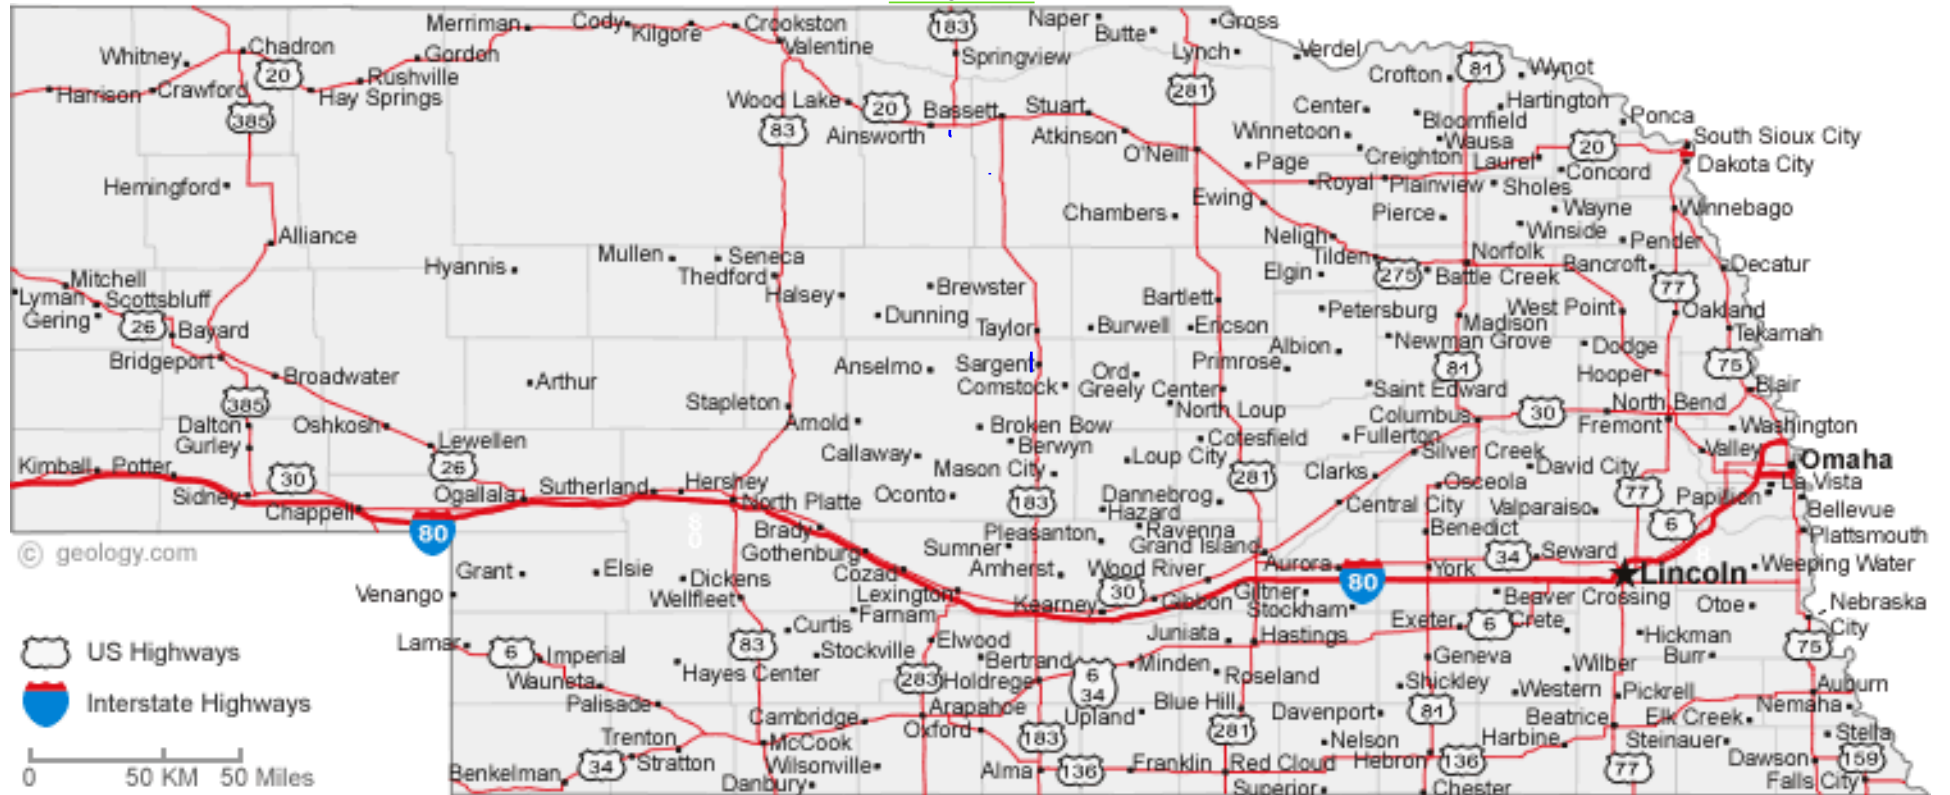 Merriman
Cody
Kilgore
Crookston
183
Naper
Butte
Gross
Whitney
Chadron
Gordon
Valentine
Springview
Lynch
Verdel
81
Wynot
Crofton
20
Rushville
Harrison
Crawford
Hay Springs
Wood Lake
20
Bassett
Stuart
281
Center
Hartington
Bloomfield
Ponca
385
83
Ainsworth
Atkinson
Winnetoon
Wausa
South Sioux City
O'Neill
Page
Creighton
Laurel
20
Dakota City
Concord
Hemingford
Royal
Plainview
Sholes
Ewing
Chambers
Pierce
Wayne
Winnebago
Winside
Alliance
Neligh
Pender
Mullen
Seneca
Tilden
Norfolk
Hyannis
Thedford
Elgin
275
Battle Creek
Bancroft
Decatur
Mitchell
Halsey
Brewster
Bartlett
77
Lyman
Scottsbluff
Petersburg
West Point
Oakland
Gering
26
Bayard
Dunning
Taylor
Burwell
Ericson
Madison
Tekamah
Newman Grove
Albion
Dodge
Bridgeport
Broadwater
Arthur
Anselmo
Sargent
Ord
Primrose
81
Hooper
75
Comstock
Greely Center
Saint Edward
Blair
385
Stapleton
North Loup
Columbus
30
North Bend
Dalton
Oshkosh
Arnold
Broken Bow
Fremont
Washington
Gurley
Lewellen
Berwyn
Cotesfield
Fullerton
Silver Creek
Valley
Kimball
Potter
26
Callaway
Mason City
Loup City
Clarks
David City
Omaha
30
Sutherland
Hershey
281
Osceola
La Vista
Sidney
Ogallala
North Platte
Oconto
183
Dannebrog
Central City
Valparaiso
77
Papillion
Chappell
Hazard
Bellevue
80
Brady
Pleasanton
Ravenna
Benedict
6
Plattsmouth
© geology.com
Gothenburg
Sumner
Grand Island
34
Seward
Grant
Elsie
Dickens
Cozad
Amherst
Wood River
Aurora
80
York
Lincoln
Weeping Water
Venango
Wellfleet
Lexington
Kearney
30
Gibbon
Giltner
Beaver Crossing
Otoe
Nebraska
City
Farnam
Stockham
Curtis
Exeter
6
Crete
Lamar
6
83
Elwood
Juniata
Hastings
Hickman
75
US Highways
Imperial
Stockville
Bertrand
Minden
Geneva
Burr
Hayes Center
283
Holdrege
6
34
Roseland
Wilber
Wauneta
Shickley
Western
Pickrell
Auburn
Interstate Highways
Palisade
Cambridge
Arapahoe
Upland
Blue Hill
Davenport
81
Beatrice
Elk Creek
Nemaha
Oxford
183
281
Trenton
McCook
Nelson
Harbine
Steinauer
Stella
34
Stratton
Wilsonville
Alma
136
Franklin
Red Cloud
Hebron
136
77
Dawson
159
0
50 KM
50 Miles
Benkelman
Danbury
Superior
Chester
Falls City